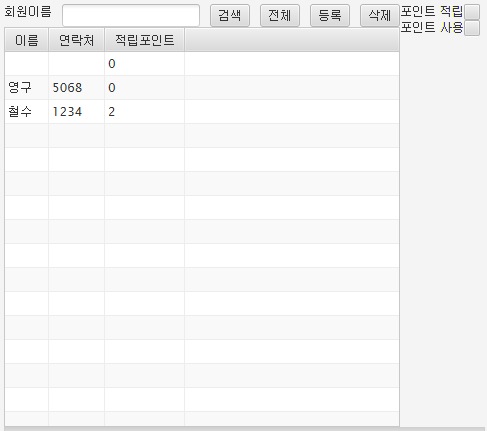 회원이름 검색 전체 등록 삭제 포인트 적립
포인트 사용
이름 연락처 적립포인트
0
영구 5068 0
철수 1234 2